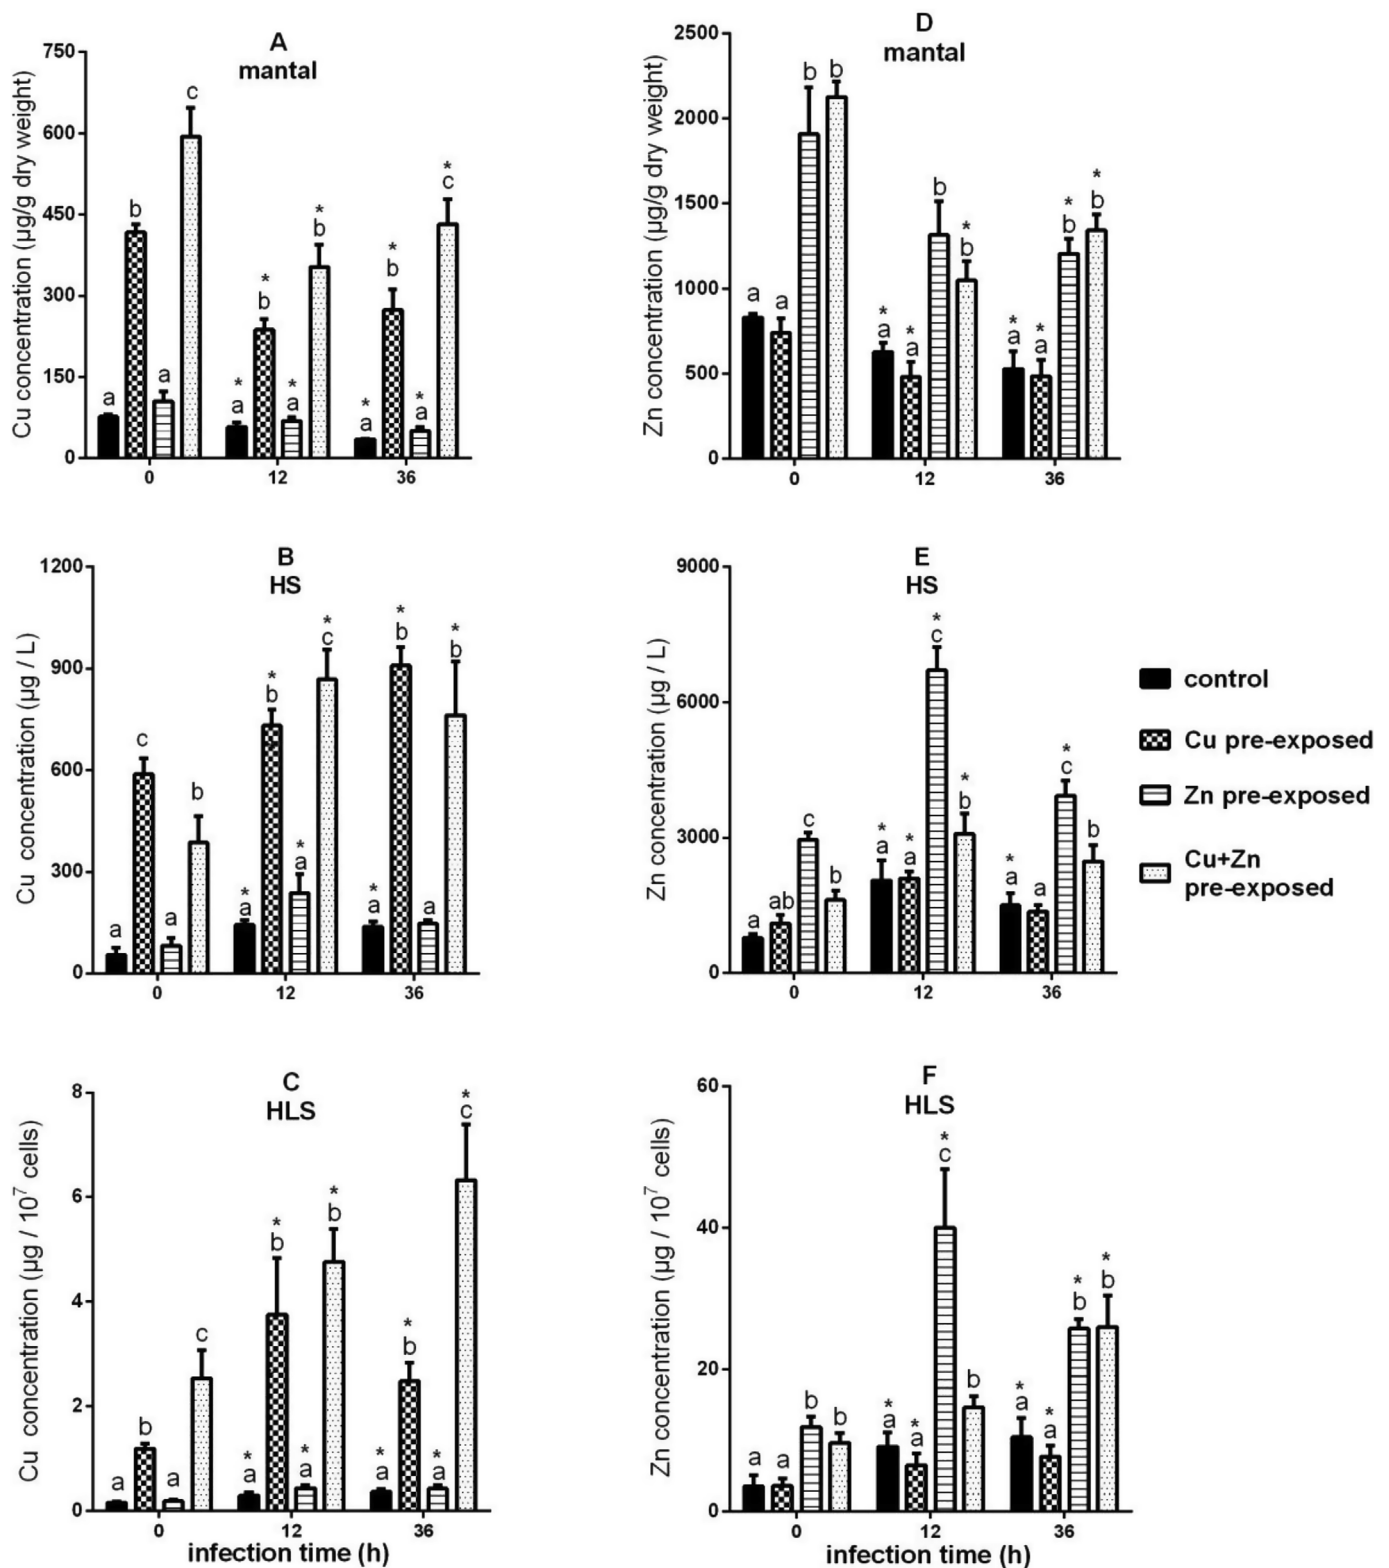 A
mantal
Cu concentration (µg/g dry weight)
750
600
450
300
150
0
a
b
a
c
*
a
*
b
*
a
*
b
*
a
*
b
*
a
*
c
0
12
36
D
mantal
Zn concentration (µg/g dry weight)
2500
2000
1500
1000
500
0
a
a
b
b
*
a
*
a
b
*
b
*
a
*
a
*
b
*
b
0
12
36
B
HS
Cu concentration (µg / L)
1200
900
600
300
0
a
c
a
b
*
a
*
b
*
a
*
c
*
a
*
b
a
*
b
0
12
36
E
HS
Zn concentration (µg / L)
9000
6000
3000
0
a
ab
c
b
*
a
*
a
*
c
*
b
*
a
a
*
c
b
0
12
36
control
Cu pre-exposed
Zn pre-exposed
Cu+Zn
pre-exposed
C
HLS
Cu concentration (µg / 10⁷ cells)
8
6
4
2
0
a
b
a
c
*
a
*
b
*
a
*
b
*
a
*
b
*
a
*
c
0
12
36
infection time (h)
F
HLS
Zn concentration (µg / 10⁷ cells)
60
40
20
0
a
a
b
b
*
a
*
a
*
c
b
*
a
*
a
*
b
*
b
0
12
36
infection time (h)